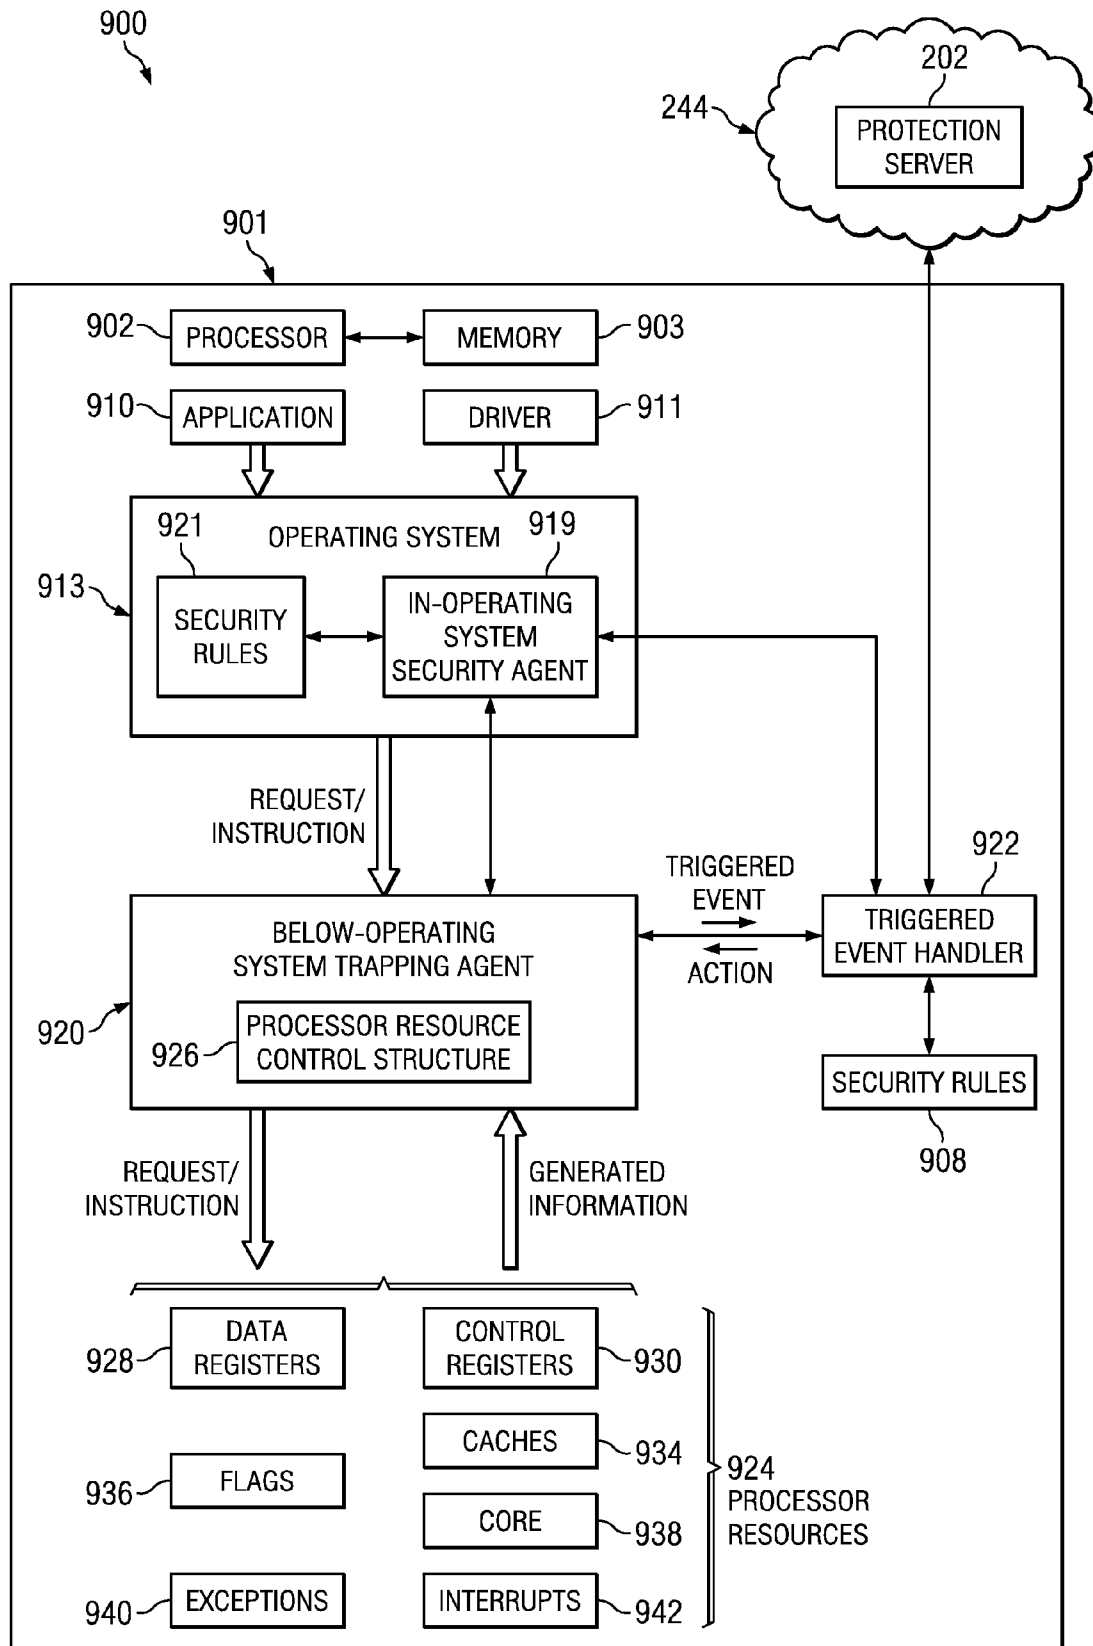 900
202
244
PROTECTION
SERVER
901
902
PROCESSOR
MEMORY
903
910
APPLICATION
DRIVER
911
921
OPERATING SYSTEM
919
913
SECURITY
RULES
IN-OPERATING
SYSTEM
SECURITY AGENT
REQUEST/
INSTRUCTION
TRIGGERED
EVENT
ACTION
922
TRIGGERED
EVENT HANDLER
BELOW-OPERATING
SYSTEM TRAPPING AGENT
920
926
PROCESSOR RESOURCE
CONTROL STRUCTURE
SECURITY RULES
908
REQUEST/
INSTRUCTION
GENERATED
INFORMATION
928
DATA
REGISTERS
CONTROL
REGISTERS
930
CACHES
934
936
FLAGS
924
PROCESSOR
RESOURCES
CORE
938
940
EXCEPTIONS
INTERRUPTS
942